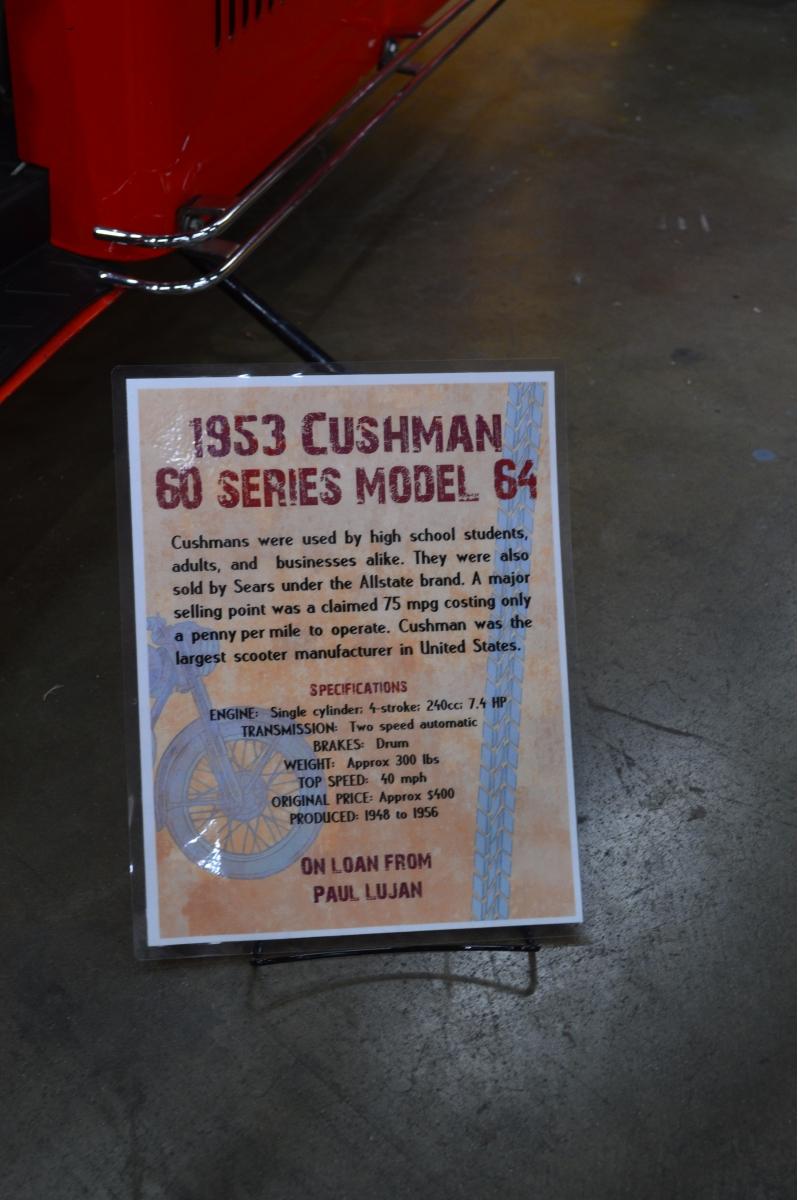 1953 CUSHMAN
60 SERIES MODEL 64
Cushmans were used by high school students,
adults, and businesses alike. They were also
sold by Sears under the Allstate brand. A major
selling point was a claimed 75 mpg costing only
a penny per mile to operate. Cushman was the
largest scooter manufacturer in United States.
SPECIFICATIONS
ENGINE: Single cylinder; 4-stroke; 240cc; 7.4 HP
TRANSMISSION: Two speed automatic
BRAKES: Drum
WEIGHT: Approx 300 lbs
TOP SPEED: 40 mph
ORIGINAL PRICE: Approx $400
PRODUCED: 1948 to 1956
ON LOAN FROM
PAUL LUJAN